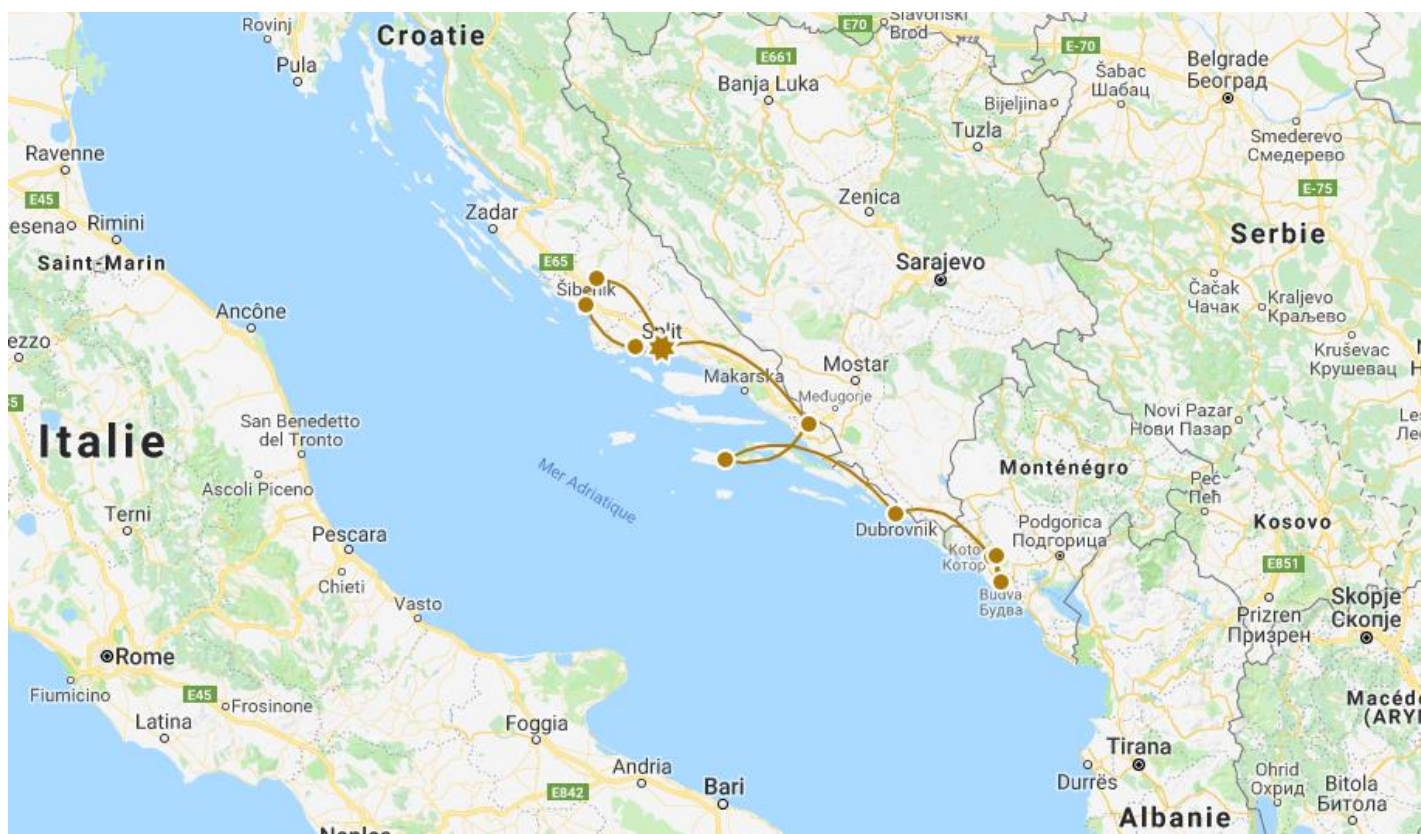 Rovinj
Croatie
Pula
E70
Slavonski
Brod
E-70
E661
Banja Luka
Šabac
Шабац
Belgrade
Београд
Bijeljina
Tuzla
Smederevo
Смедерево
Ravenne
E45
esena
Rimini
Saint-Marin
Zadar
Zenica
E-75
Serbie
E65
Sarajevo
Šibenik
Čačak
Чачак
Kraljevo
Краљево
Ancône
ezzo
Split
Kruševac
Крушевац
Mostar
Makarska
Međugorje
Italie
San Benedetto
del Tronto
Novi Pazar
Нови Пазар
Ascoli Piceno
Mer Adriatique
Monténégro
Peć
Пећ
Terni
Pescara
Chieti
Dubrovnik
Podgorica
Подгорица
Kosovo
Koto
Котор
E851
Budva
Будва
Vasto
Prizren
Призрен
Skopje
Скопје
Rome
Fiumicino
E45
Frosinone
Latina
Foggia
Macéd
(ARY
Tirana
Andria
Bari
Durrës
E842
Ohrid
Охрид
Bitola
Битола
Albanie